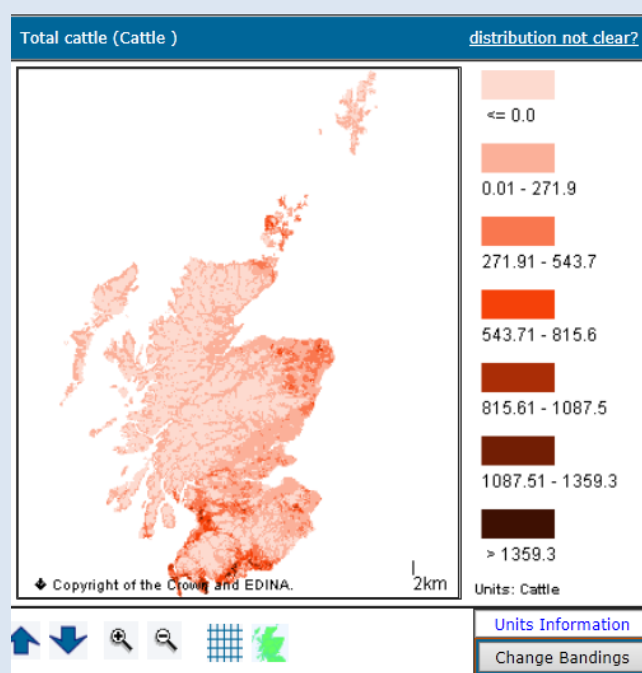 Total cattle (Cattle ) distribution not clear?
<= 0.0
0.01 - 271.9
271.91 - 543.7
543.71 - 815.6
815.61 - 1087.5
1087.51 - 1359.3
> 1359.3
Units: Cattle
Copyright of the Crown and EDINA.
2km
Units Information
Change Bandings